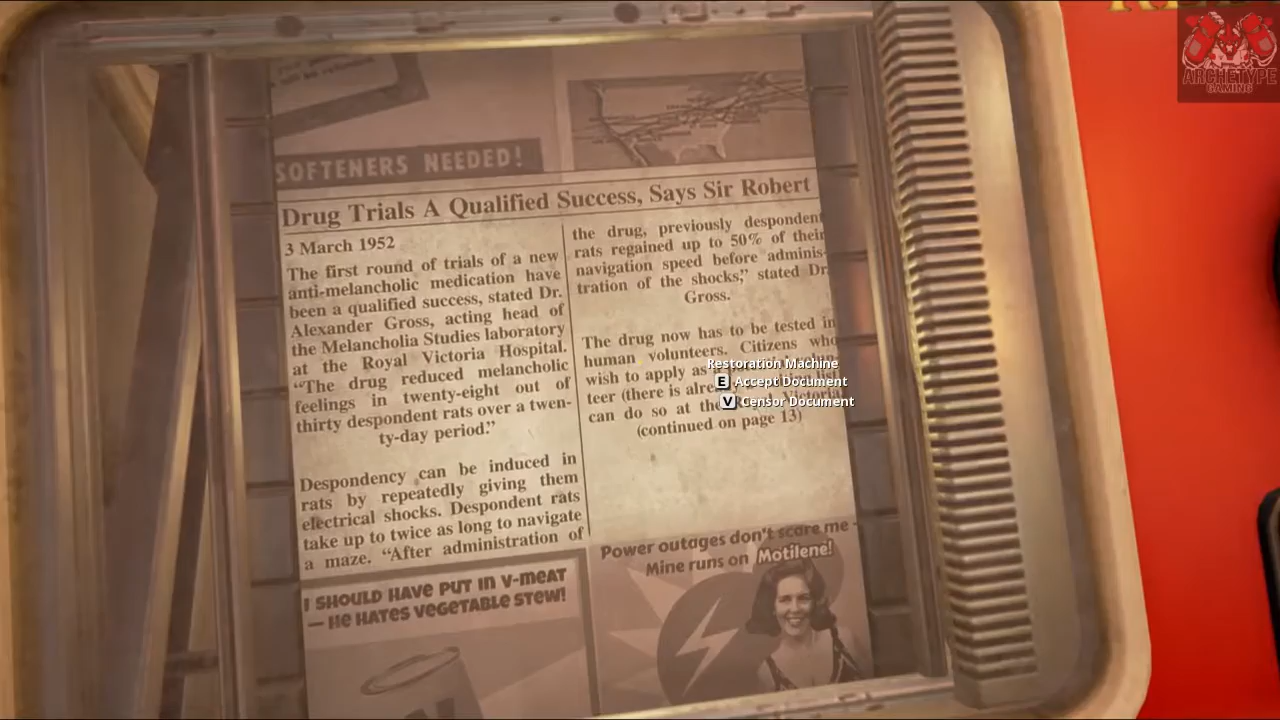 ARCHETYPE
GAMING
SOFTENERS NEEDED!
Drug Trials A Qualified Success, Says Sir Robert
3 March 1952
The first round of trials of a new
anti-melancholic medication have
been a qualified success, stated Dr.
Alexander Gross, acting head of
the Melancholia Studies laboratory
at the Royal Victoria Hospital.
“The drug reduced melancholic
feelings in twenty-eight out of
thirty despondent rats over a twen-
ty-day period.”
Despondency can be induced in
rats by repeatedly giving them
electrical shocks. Despondent rats
take up to twice as long to navigate
a maze. “After administration of
the drug, previously despondent
rats regained up to 50% of their
navigation speed before adminis-
tration of the shocks,” stated Dr.
Gross.
The drug now has to be tested in
human volunteers. Citizens who
wish to apply as
teer (there is list
can do so at the
(continued on page 13)
Restoration Machine
E Accept Document
V Censor Document
I SHOULD HAVE PUT IN V-MEAT
— HE HATES VEGETABLE STEW!
Power outages don't scare me -
Mine runs on Motilene!